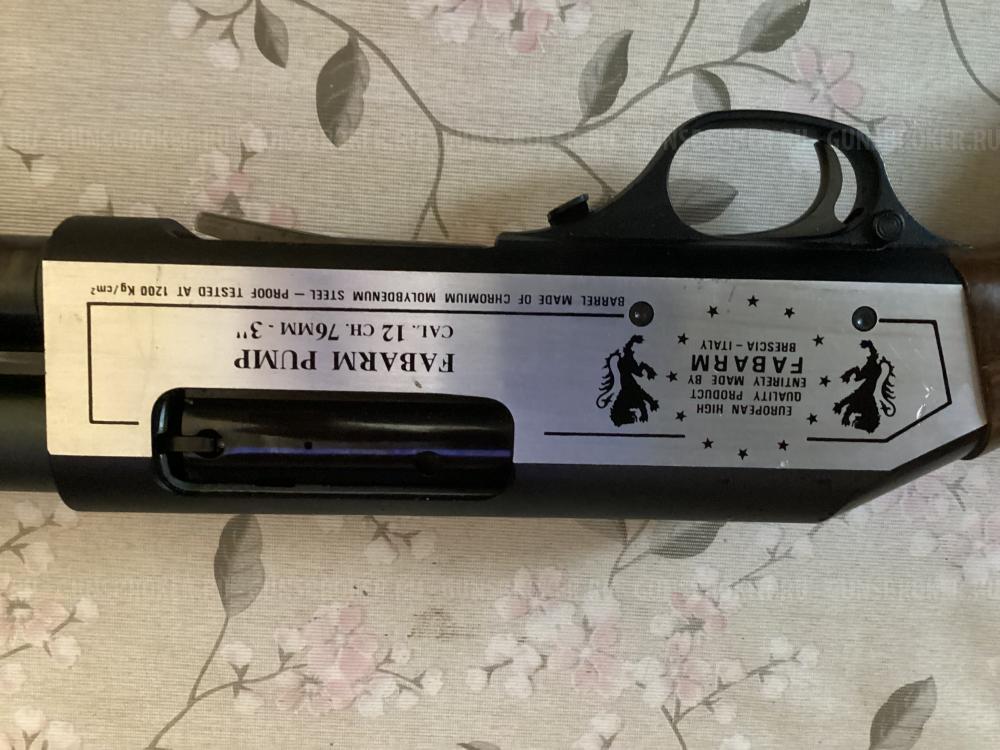 EUROPEAN HIGH
QUALITY PRODUCT
ENTIRELY MADE BY
FABARM
BRESCIA - ITALY
FABARM PUMP
CAL. 12 CH. 76MM - 3"
BARREL MADE OF CHROMIUM MOLYBDENUM STEEL — PROOF TESTED AT 1200 Kg/cm²